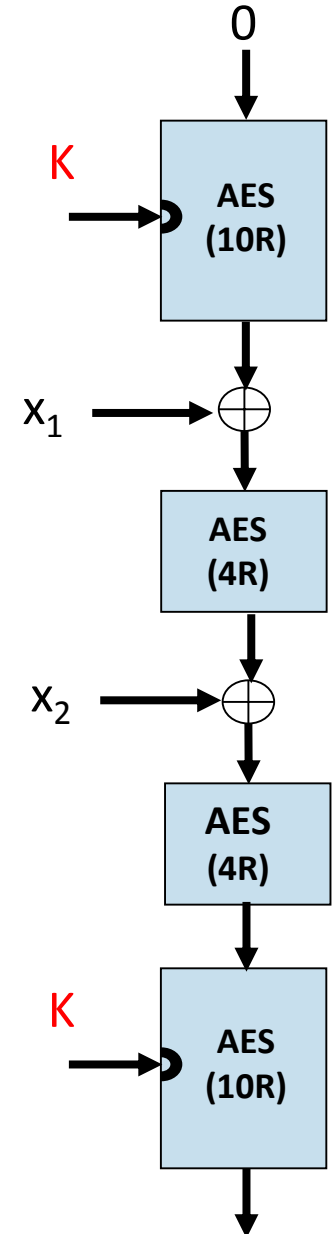 0
K
AES
(10R)
x₁
AES
(4R)
x₂
AES
(4R)
K
AES
(10R)